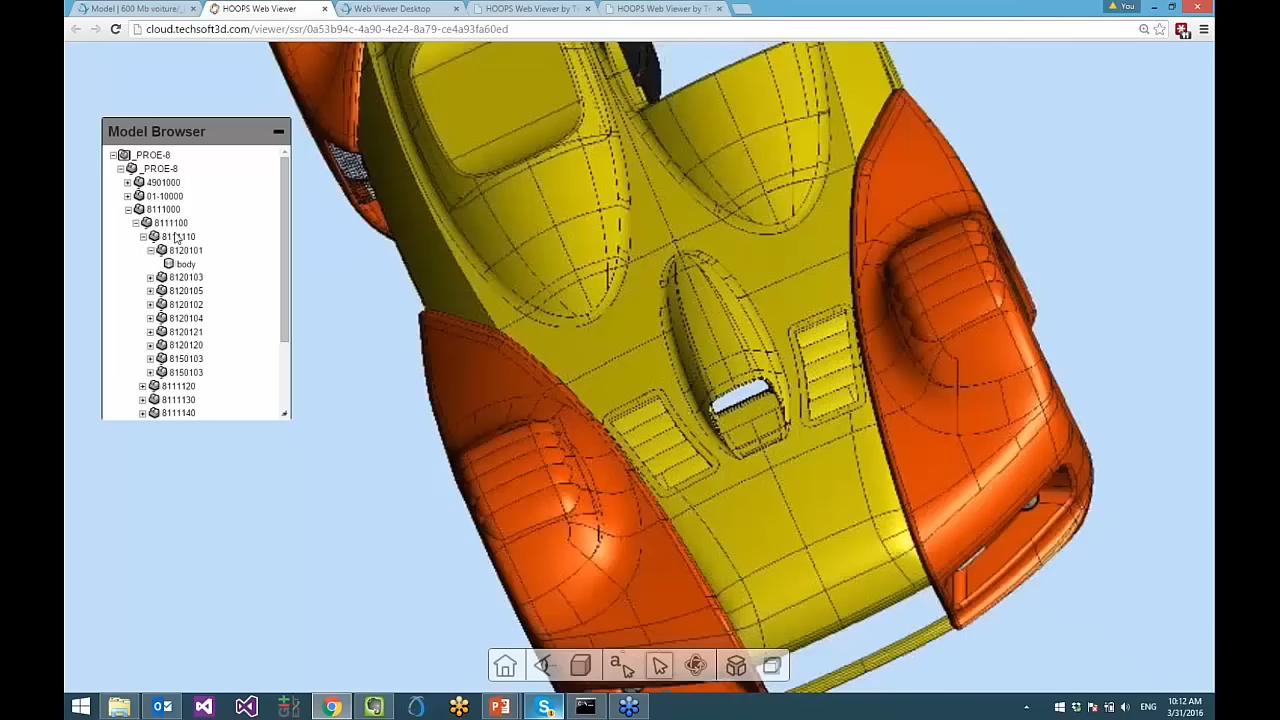 Model | 600 Mb voiture/
HOOPS Web Viewer
Web Viewer Desktop
HOOPS Web Viewer by Te
HOOPS Web Viewer by Te
You
cloud.techsoft3d.com/viewer/ssr/0a53b94c-4a90-4e24-8a79-ce4a93fa60ed
Model Browser
_PROE-8
_PROE-8
4901000
01-10000
8111000
8111100
8111110
8120101
body
8120103
8120105
8120102
8120104
8120121
8120120
8150103
8150103
8111120
8111130
8111140
a
ENG
10:12 AM
3/31/2016